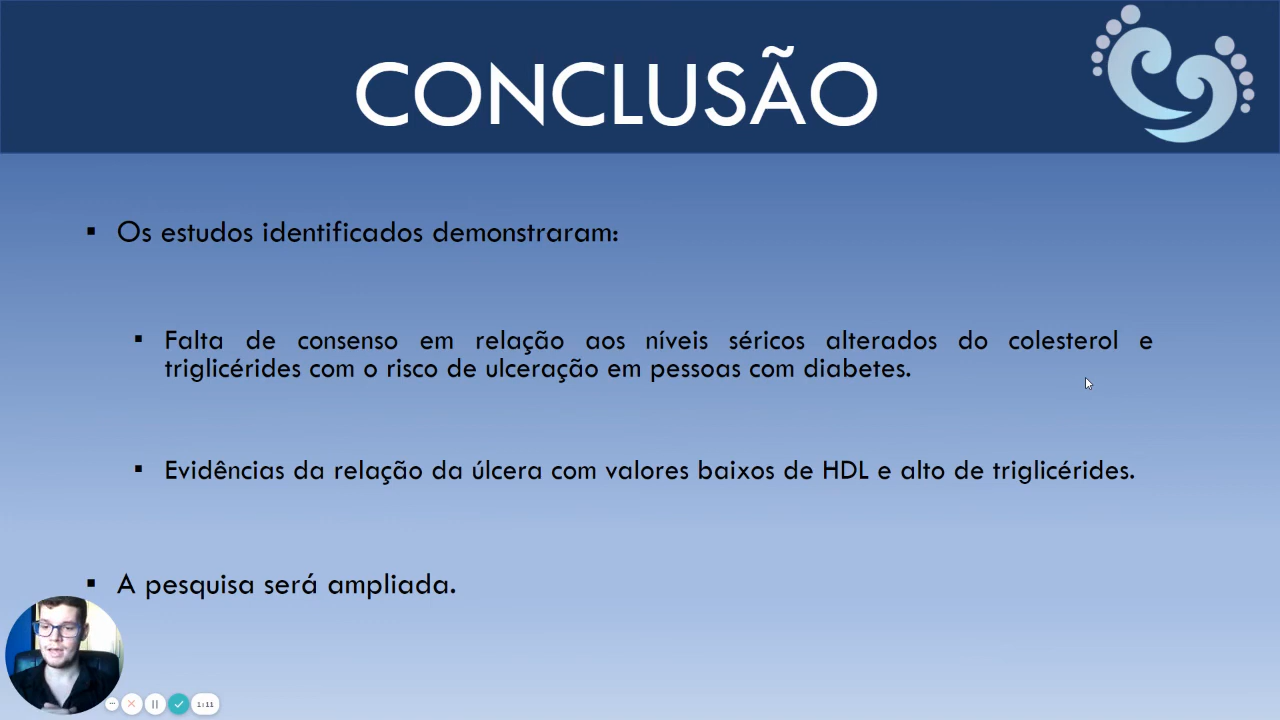 CONCLUSÃO
▪ Os estudos identificados demonstraram:
▪ Falta de consenso em relação aos níveis séricos alterados do colesterol e
triglicérides com o risco de ulceração em pessoas com diabetes.
▪ Evidências da relação da úlcera com valores baixos de HDL e alto de triglicérides.
▪ A pesquisa será ampliada.
1:11